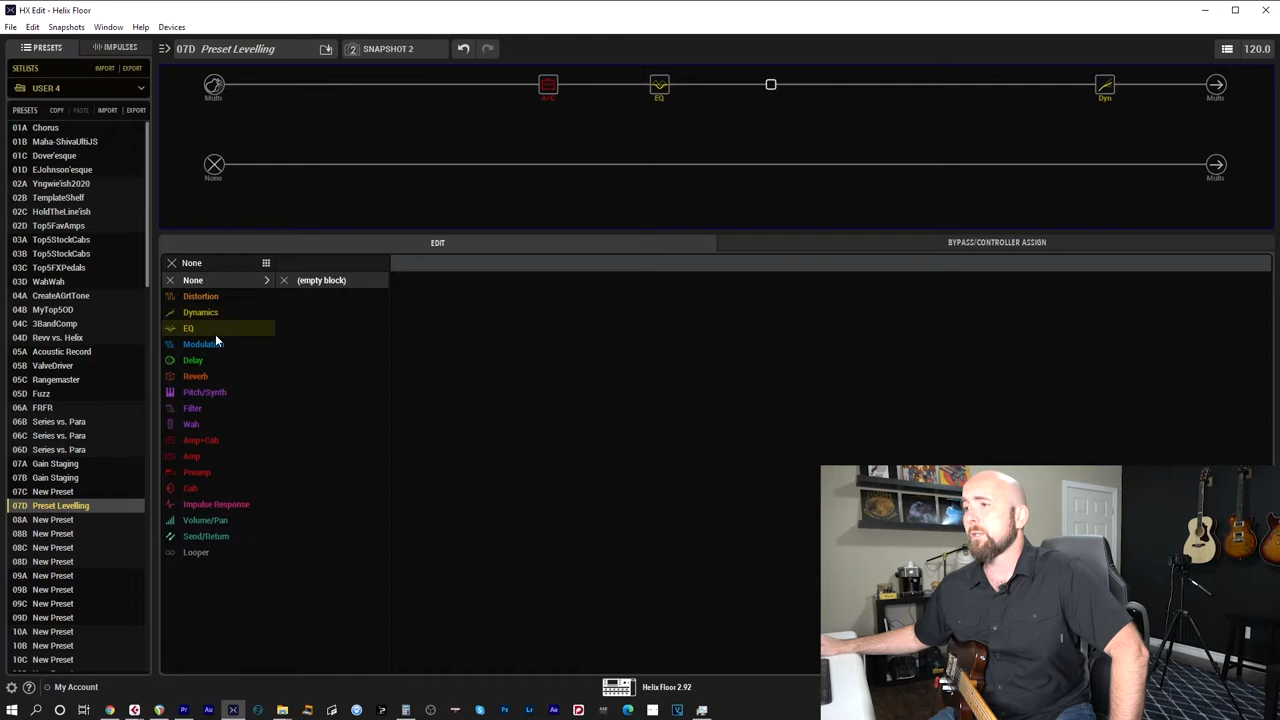 HX Edit - Helix Floor
File Edit Snapshots Window Help Devices
PRESETS IMPULSES
07D Preset Levelling
2 SNAPSHOT 2
120.0
SETLISTS IMPORT EXPORT
USER 4
PRESETS COPY PASTE IMPORT EXPORT
01A Chorus
01B Maha-ShivaUltiJS
01C Dover'esque
01D EJohnson'esque
02A Yngwie'ish2020
02B TemplateShelf
02C HoldTheLine'ish
02D Top5FavAmps
03A Top5StockCabs
03B Top5StockCabs
03C Top5FXPedals
03D WahWah
04A CreateAGrtTone
04B MyTop5OD
04C 3BandComp
04D Revv vs. Helix
05A Acoustic Record
05B ValveDriver
05C Rangemaster
05D Fuzz
06A FRFR
06B Series vs. Para
06C Series vs. Para
06D Series vs. Para
07A Gain Staging
07B Gain Staging
07C New Preset
07D Preset Levelling
08A New Preset
08B New Preset
08C New Preset
08D New Preset
09A New Preset
09B New Preset
09C New Preset
09D New Preset
10A New Preset
10B New Preset
10C New Preset
Multi A+C EQ Dyn Multi
None Multi
EDIT BYPASS/CONTROLLER ASSIGN
None
None (empty block)
Distortion
Dynamics
EQ
Modulation
Delay
Reverb
Pitch/Synth
Filter
Wah
Amp+Cab
Amp
Preamp
Cab
Impulse Response
Volume/Pan
Send/Return
Looper
My Account
Helix Floor 2.92